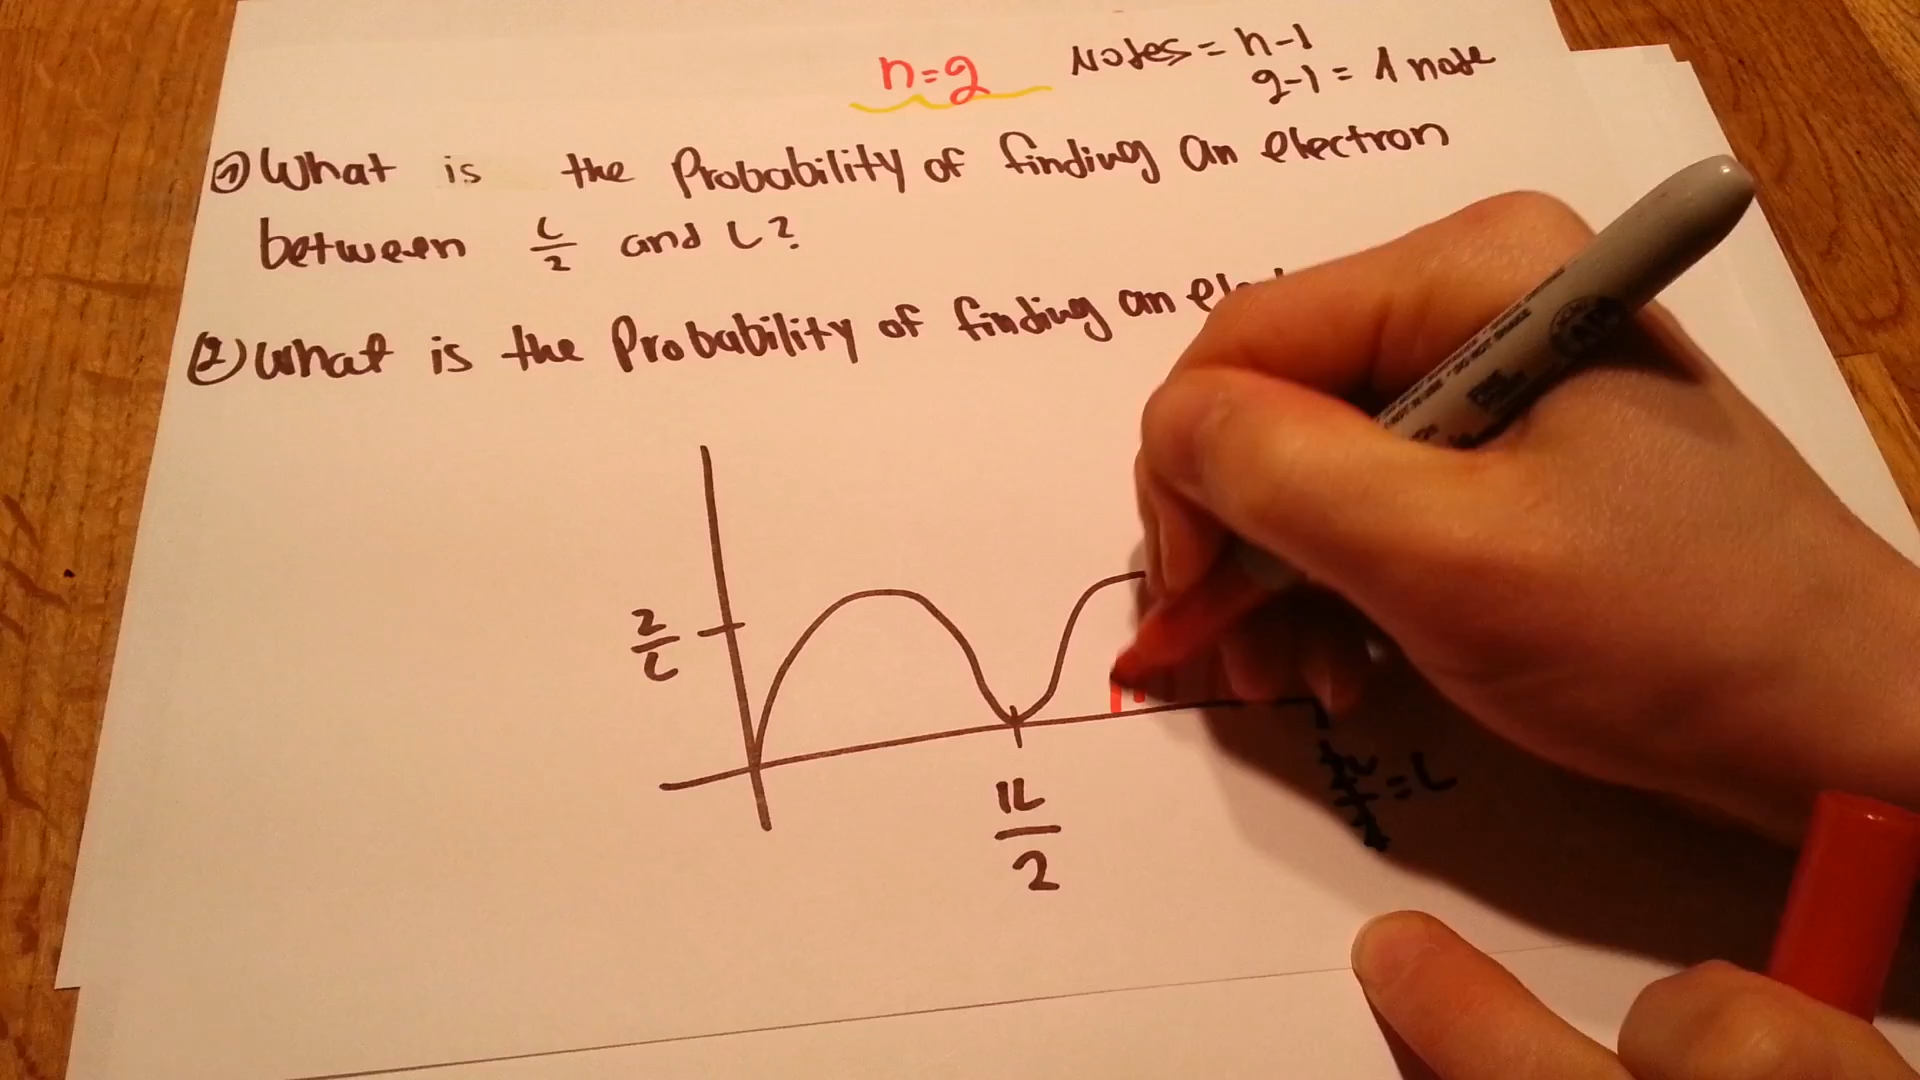 n=2
Nodes = n-1
2-1 = 1 node
① What is the Probability of finding an electron
between L/2 and L?
② What is the Probability of finding an
2/L
1L/2
= L